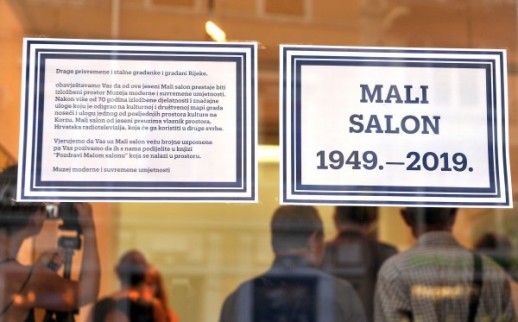 Drage privremene i stalne građanke i građani Rijeke,
obavještavamo Vas da od ove jeseni Mali salon prestaje biti
izložbeni prostor Muzeja moderne i suvremene umjetnosti.
Nakon više od 70 godina izložbene djelatnosti i značajne
uloge koju je odigrao na kulturnoj i društvenoj mapi grada
noseći i ulogu jednog od posljednjih prostora kulture na
Korzu, Mali salon od jeseni preuzima vlasnik prostora,
Hrvatska radiotelevizija, koja će ga koristiti u druge svrhe.
Vjerujemo da Vas uz Mali salon vežu brojne uspomene
pa Vas pozivamo da ih s nama podijelite u knjizi
"Pozdravi Malom salonu" koja se nalazi u prostoru.
Muzej moderne i suvremene umjetnosti
MALI
SALON
1949.—2019.